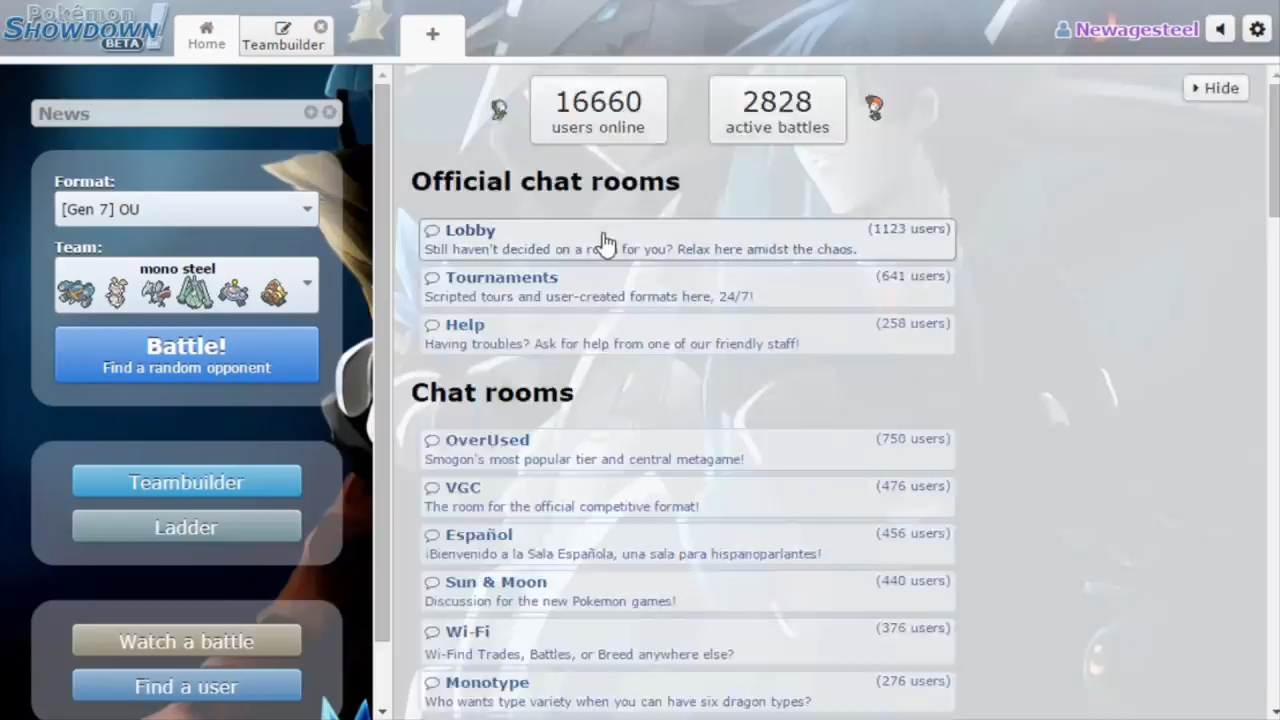 Pokémon
SHOWDOWN!
BETA
Home
Teambuilder
+
Newagesteel
16660
users online
2828
active battles
Hide
News
Format:
[Gen 7] OU
Team:
mono steel
Battle!
Find a random opponent
Teambuilder
Ladder
Watch a battle
Find a user
Official chat rooms
Lobby (1123 users)
Still haven't decided on a for you? Relax here amidst the chaos.
Tournaments (641 users)
Scripted tours and user-created formats here, 24/7!
Help (258 users)
Having troubles? Ask for help from one of our friendly staff!
Chat rooms
OverUsed (750 users)
Smogon's most popular tier and central metagame!
VGC (476 users)
The room for the official competitive format!
Español (456 users)
¡Bienvenido a la Sala Española, una sala para hispanoparlantes!
Sun & Moon (440 users)
Discussion for the new Pokemon games!
Wi-Fi (376 users)
Wi-Find Trades, Battles, or Breed anywhere else?
Monotype (276 users)
Who wants type variety when you can have six dragon types?